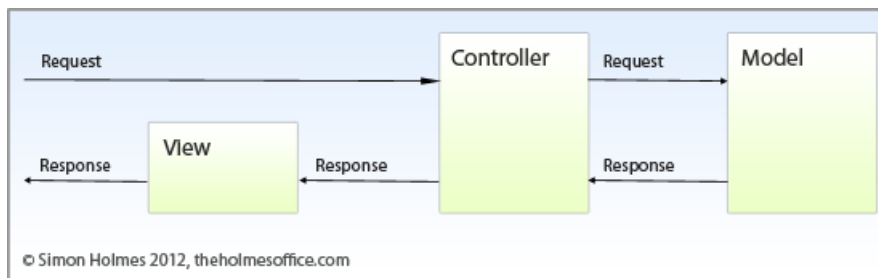 Request
Controller
Request
Model
View
Response
Response
Response
© Simon Holmes 2012, theholmesoffice.com